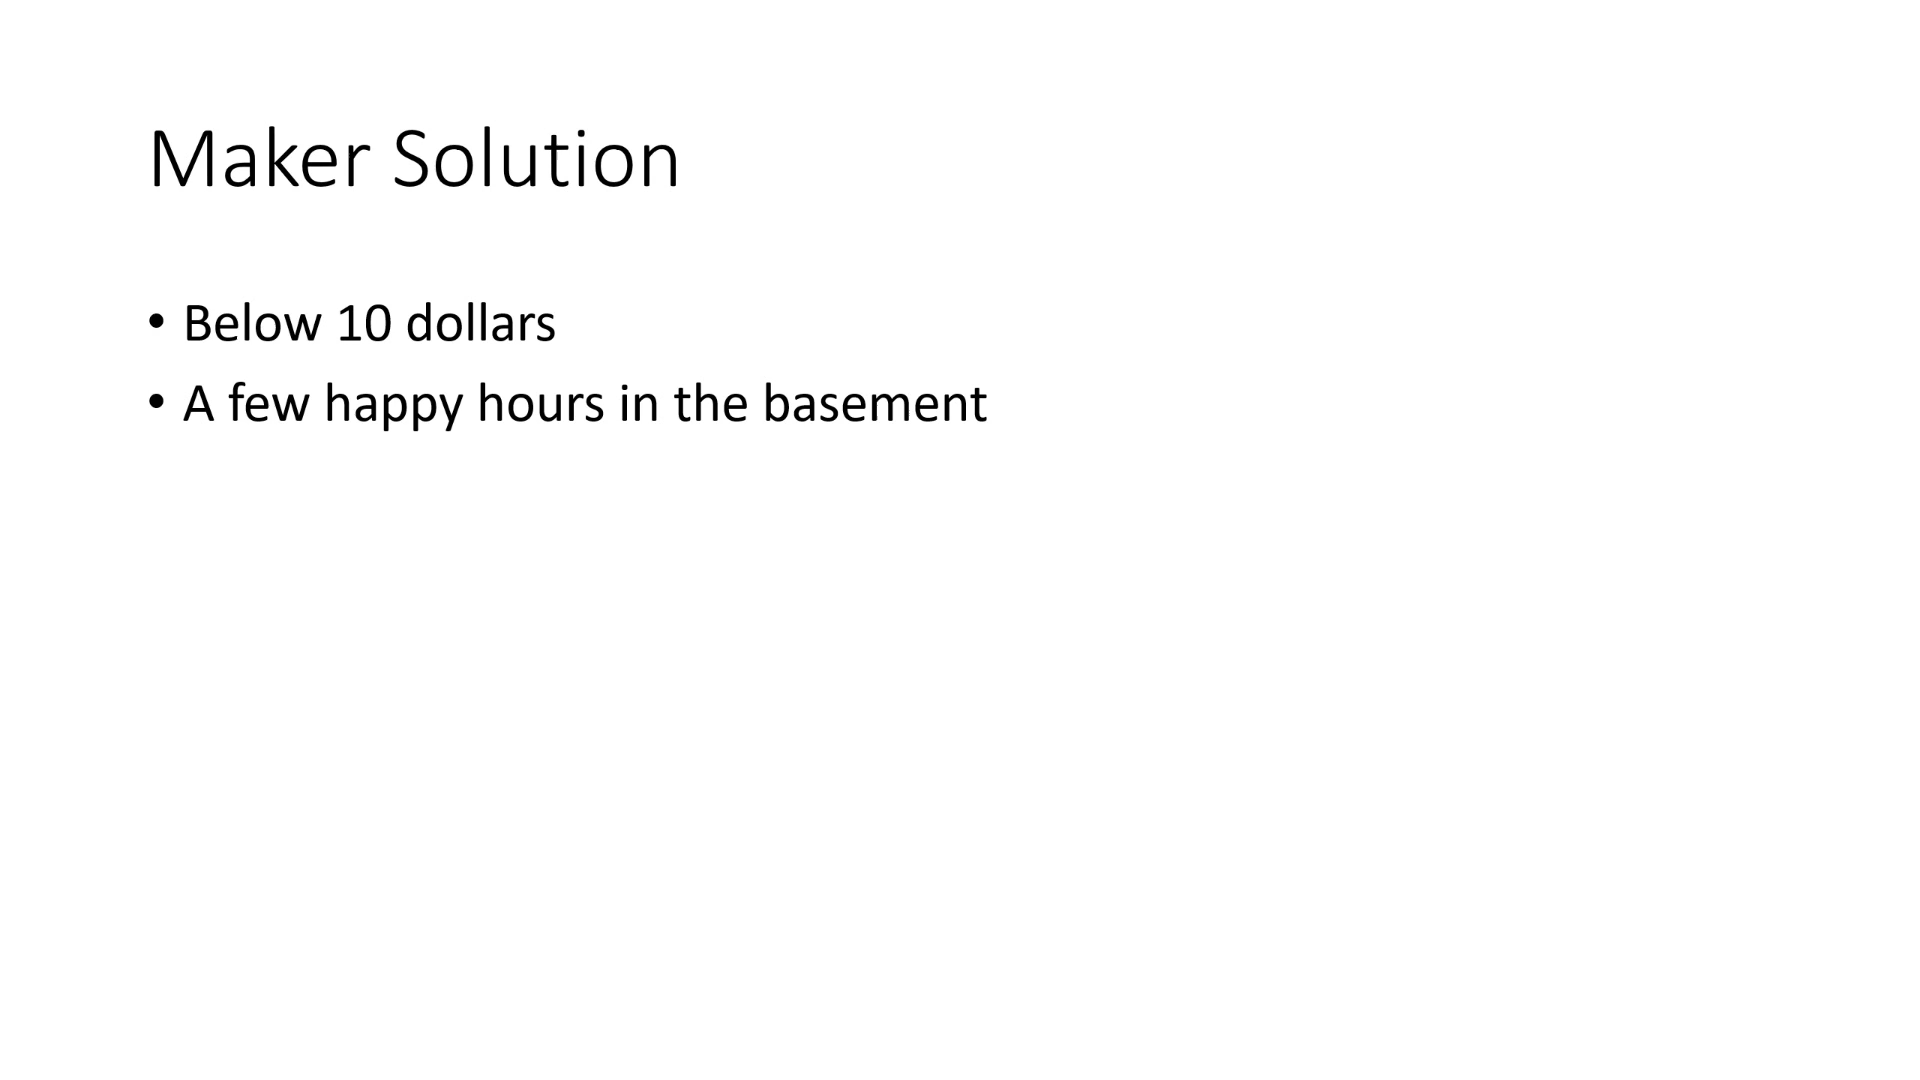 Maker Solution
• Below 10 dollars
• A few happy hours in the basement